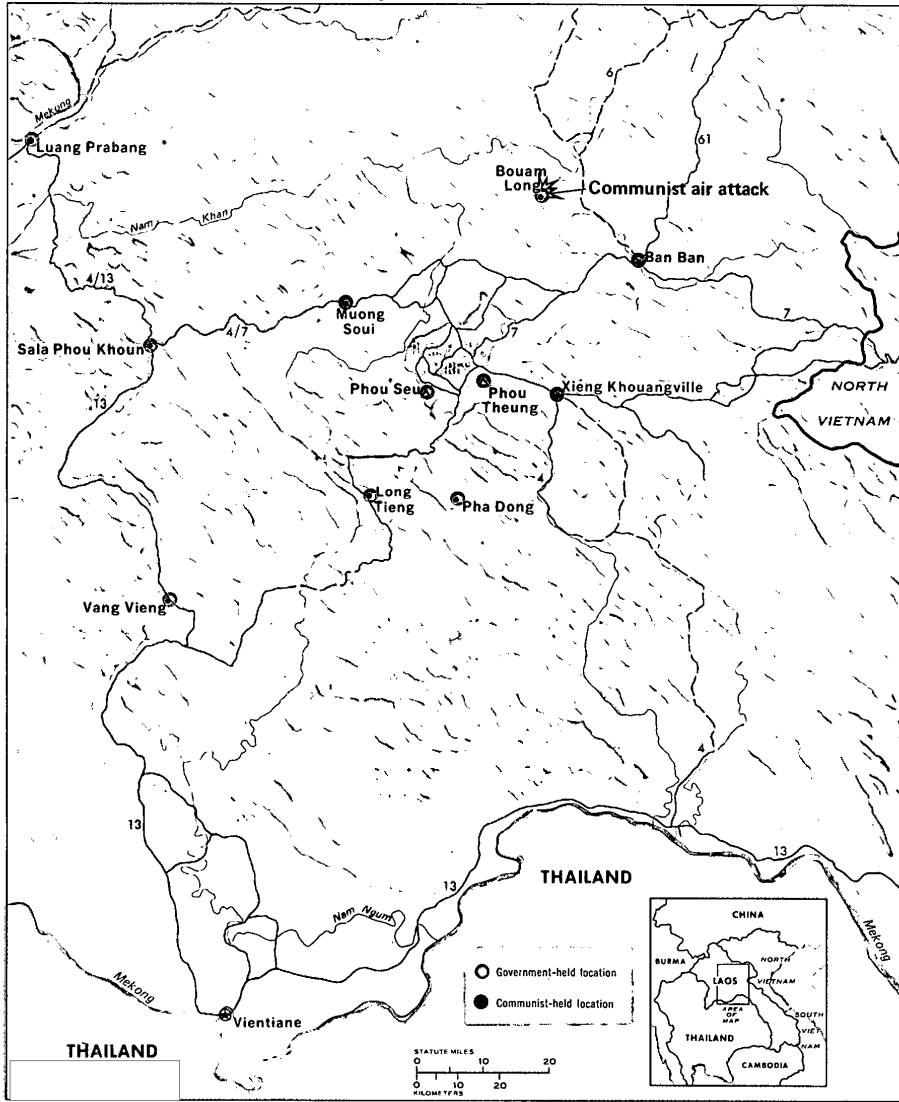 6
Mekong
61
Luang Prabang
Bouam
Long
Communist air attack
Nam Khan
Ban Ban
4/13
Muong
Soui
7
4/7
7
Sala Phou Khoun
Phou Seu
Phou
Theung
Xieng Khouangville
NORTH
VIETNAM
13
4
Long
Tieng
Pha Dong
Vang Vieng
4
13
13
THAILAND
13
Nam Ngum
Mekong
Mekong
Vientiane
THAILAND
Government-held location
Communist-held location
STATUTE MILES
0 10 20
0 10 20
KILOMETERS
CHINA
BURMA
NORTH
VIETNAM
LAOS
AREA
OF
MAP
SOUTH
VIET
NAM
THAILAND
CAMBODIA